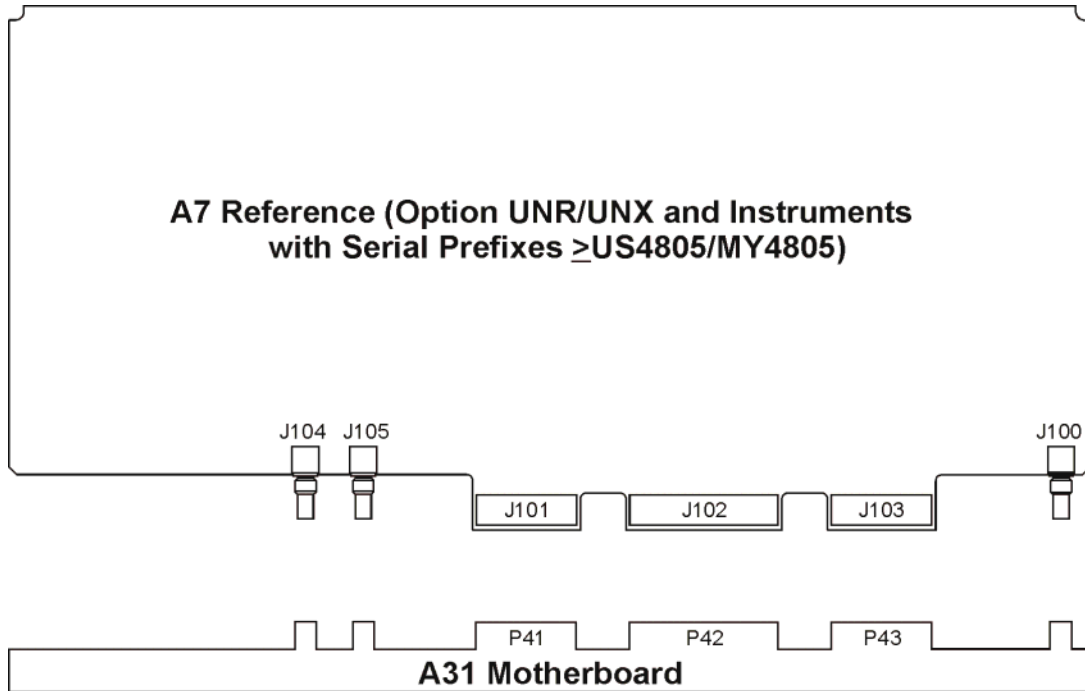 A7 Reference (Option UNR/UNX and Instruments
with Serial Prefixes ≥US4805/MY4805)
J104 J105 J100
J101 J102 J103
P41 P42 P43
A31 Motherboard